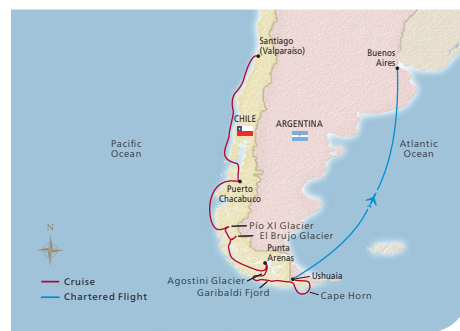 Santiago
(Valparaíso)
Buenos
Aires
CHILE
ARGENTINA
Pacific
Ocean
Atlantic
Ocean
Puerto
Chacabuco
Pío XI Glacier
El Brujo Glacier
Punta
Arenas
N
Agostini Glacier
Ushuaia
Garibaldi Fjord
Cape Horn
Cruise
Chartered Flight